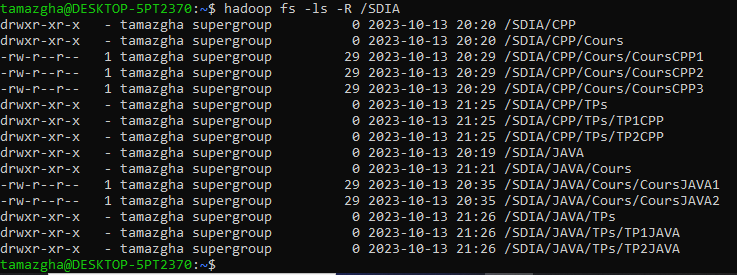 tamazgha@DESKTOP-5PT2370:~$ hadoop fs -ls -R /SDIA
drwxr-xr-x   - tamazgha supergroup          0 2023-10-13 20:20 /SDIA/CPP
drwxr-xr-x   - tamazgha supergroup          0 2023-10-13 20:20 /SDIA/CPP/Cours
-rw-r--r--   1 tamazgha supergroup         29 2023-10-13 20:29 /SDIA/CPP/Cours/CoursCPP1
-rw-r--r--   1 tamazgha supergroup         29 2023-10-13 20:29 /SDIA/CPP/Cours/CoursCPP2
-rw-r--r--   1 tamazgha supergroup         29 2023-10-13 20:29 /SDIA/CPP/Cours/CoursCPP3
drwxr-xr-x   - tamazgha supergroup          0 2023-10-13 21:25 /SDIA/CPP/TPs
drwxr-xr-x   - tamazgha supergroup          0 2023-10-13 21:25 /SDIA/CPP/TPs/TP1CPP
drwxr-xr-x   - tamazgha supergroup          0 2023-10-13 21:25 /SDIA/CPP/TPs/TP2CPP
drwxr-xr-x   - tamazgha supergroup          0 2023-10-13 20:19 /SDIA/JAVA
drwxr-xr-x   - tamazgha supergroup          0 2023-10-13 21:21 /SDIA/JAVA/Cours
-rw-r--r--   1 tamazgha supergroup         29 2023-10-13 20:35 /SDIA/JAVA/Cours/CoursJAVA1
-rw-r--r--   1 tamazgha supergroup         29 2023-10-13 20:35 /SDIA/JAVA/Cours/CoursJAVA2
drwxr-xr-x   - tamazgha supergroup          0 2023-10-13 21:26 /SDIA/JAVA/TPs
drwxr-xr-x   - tamazgha supergroup          0 2023-10-13 21:26 /SDIA/JAVA/TPs/TP1JAVA
drwxr-xr-x   - tamazgha supergroup          0 2023-10-13 21:26 /SDIA/JAVA/TPs/TP2JAVA
tamazgha@DESKTOP-5PT2370:~$